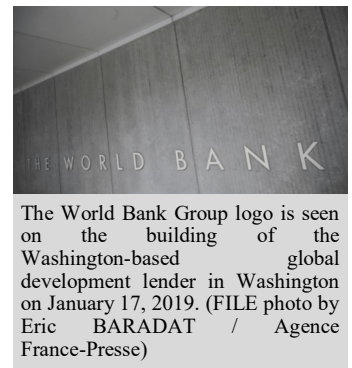 THE WORLD BANK
The World Bank Group logo is seen
on the building of the
Washington-based global
development lender in Washington
on January 17, 2019. (FILE photo by
Eric BARADAT / Agence
France-Presse)